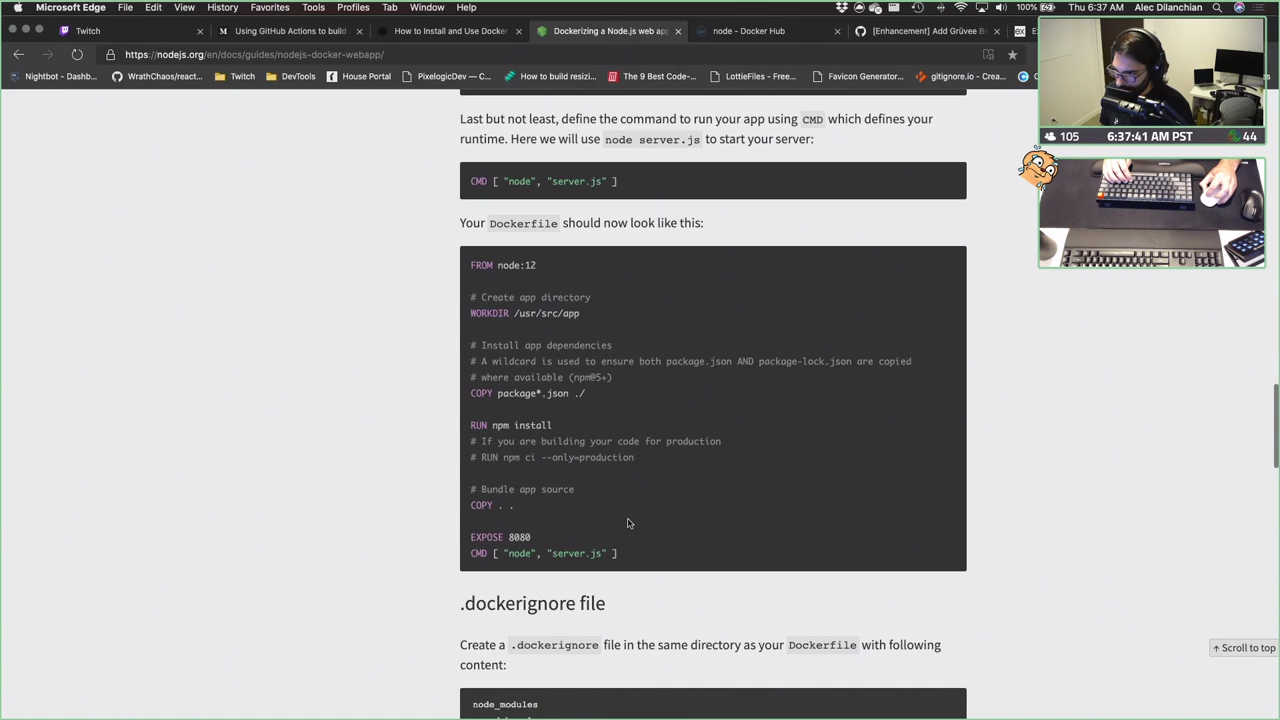 Microsoft Edge File Edit View History Favorites Tools Profiles Tab Window Help
100% Thu 6:37 AM Alec Dilanchian
Twitch
Using GitHub Actions to build
How to Install and Use Docker
Dockerizing a Node.js web app
node - Docker Hub
[Enhancement] Add Grüvee Bo
https://nodejs.org/en/docs/guides/nodejs-docker-webapp/
Nightbot - Dashb...
WrathChaos/react...
Twitch
DevTools
House Portal
PixelogicDev — C...
How to build resizi...
The 9 Best Code-...
LottieFiles - Free...
Favicon Generator...
gitignore.io - Crea...
105 6:37:41 AM PST 44
Last but not least, define the command to run your app using CMD which defines your
runtime. Here we will use node server.js to start your server:
CMD [ "node", "server.js" ]
Your Dockerfile should now look like this:
FROM node:12
# Create app directory
WORKDIR /usr/src/app
# Install app dependencies
# A wildcard is used to ensure both package.json AND package-lock.json are copied
# where available (npm@5+)
COPY package*.json ./
RUN npm install
# If you are building your code for production
# RUN npm ci --only=production
# Bundle app source
COPY . .
EXPOSE 8080
CMD [ "node", "server.js" ]
.dockerignore file
Create a .dockerignore file in the same directory as your Dockerfile with following
content:
↑ Scroll to top
node_modules